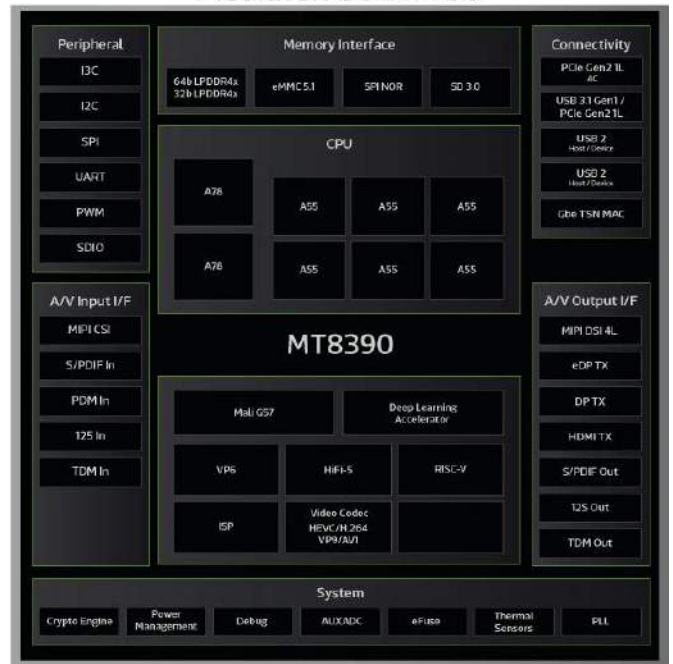 Peripheral
I3C
I2C
SPI
UART
PWM
SDIO
Memory Interface
64b LPDDR4x
32b LPDDR4x
eMMC 5.1
SPI NOR
SD 3.0
Connectivity
PCIe Gen2 1L
AC
USB 3.1 Gen1 /
PCIe Gen2 1L
USB 2
Host / Device
USB 2
Host / Device
Gbe TSN MAC
CPU
A78
A55
A55
A55
A78
A55
A55
A55
A/V Input I/F
MIPI CSI
S/PDIF In
PDM In
125 In
TDM In
MT8390
Mali G57
Deep Learning
Accelerator
VP6
HiFi-5
RISC-V
ISP
Video Codec
HEVC/H.264
VP9/AV1
A/V Output I/F
MIPI DSI 4L
eDP TX
DP TX
HDMI TX
S/PDIF Out
12S Out
TDM Out
System
Crypto Engine
Power
Management
Debug
AUXADC
eFuse
Thermal
Sensors
PLL